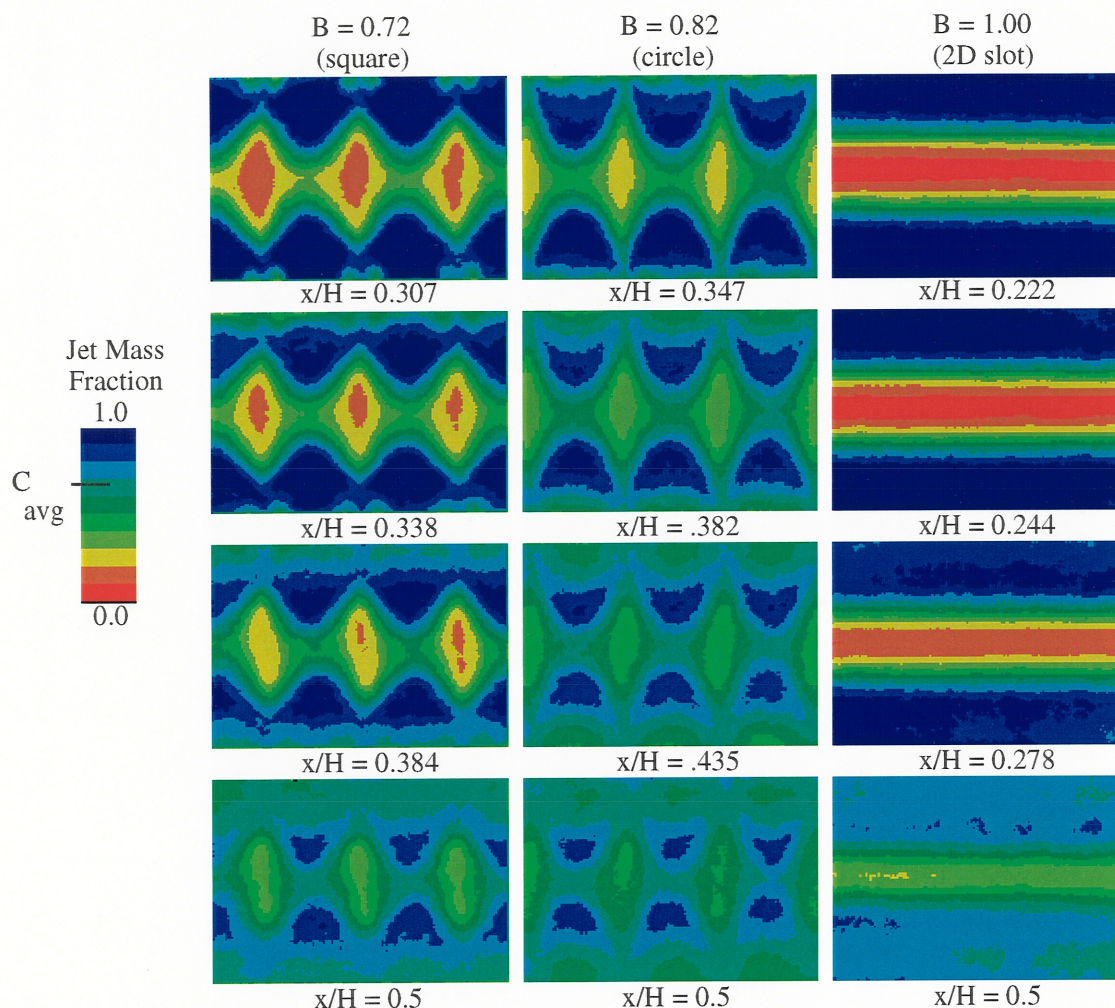 B = 0.72
(square)
B = 0.82
(circle)
B = 1.00
(2D slot)
x/H = 0.307
x/H = 0.347
x/H = 0.222
Jet Mass
Fraction
1.0
C
avg
0.0
x/H = 0.338
x/H = .382
x/H = 0.244
x/H = 0.384
x/H = .435
x/H = 0.278
x/H = 0.5
x/H = 0.5
x/H = 0.5